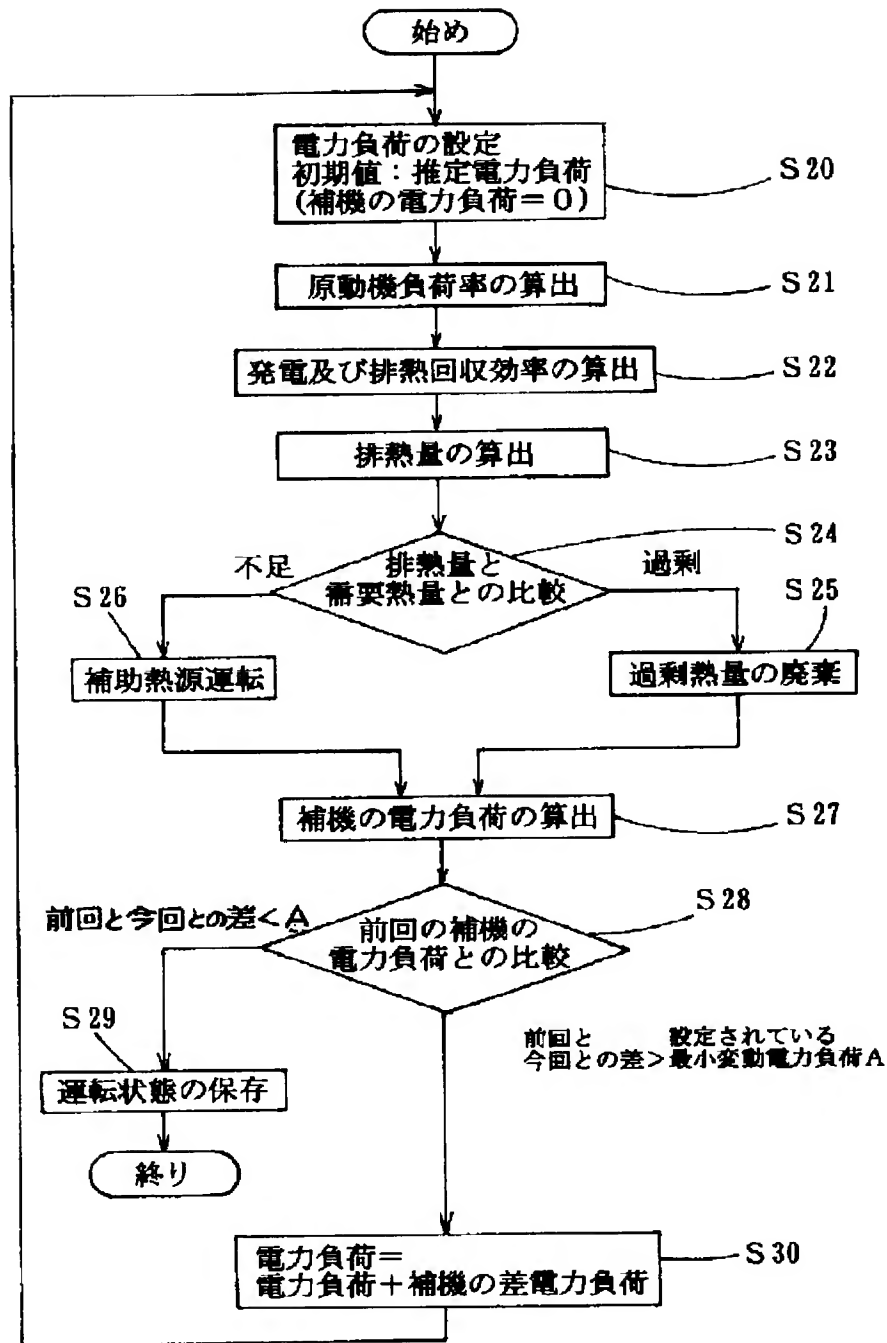 始め
電力負荷の設定
初期値：推定電力負荷
(補機の電力負荷＝0)
S20
原動機負荷率の算出
S21
発電及び排熱回収効率の算出
S22
排熱量の算出
S23
S24
不足
排熱量と
需要熱量との比較
過剰
S26
S25
補助熱源運転
過剰熱量の廃棄
補機の電力負荷の算出
S27
前回と今回との差＜A
S28
前回の補機の
電力負荷との比較
S29
前回と 設定されている
今回との差＞最小変動電力負荷A
運転状態の保存
終り
電力負荷＝
電力負荷＋補機の差電力負荷
S30